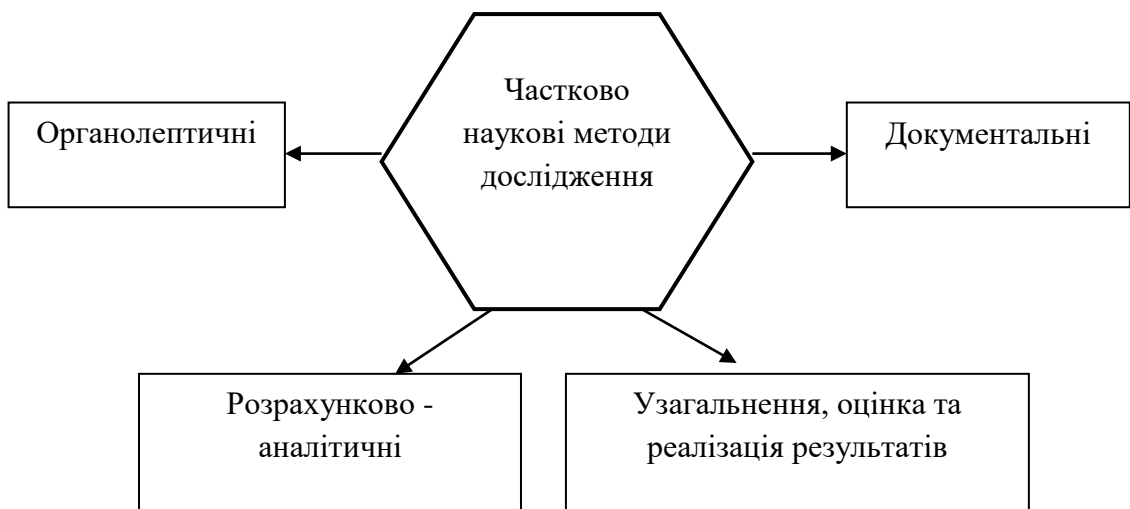 Частково
наукові методи
дослідження
Органолептичні
Документальні
Розрахунково -
аналітичні
Узагальнення, оцінка та
реалізація результатів